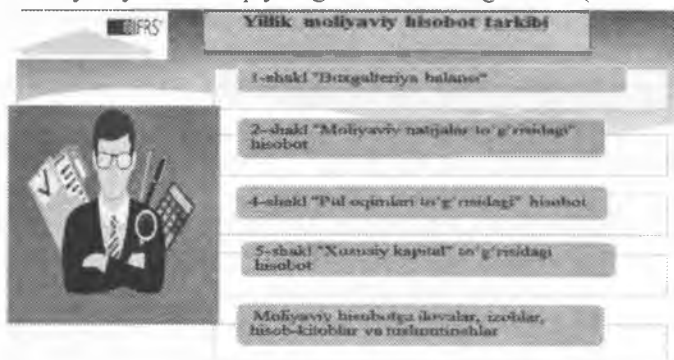 IFRS
Yillik moliyaviy hisobot tarkibi
1-shakl "Buxgalteriya balansi"
2-shakl "Moliyaviy natijalar to'g'risidagi"
hisobot
4-shakl "Pul oqimlari to'g'risidagi" hisobot
5-shakl "Xususiy kapital" to'g'risidagi
hisobot
Moliyaviy hisobotga ilovalar, izohlar,
hisob-kitoblar va tushuntirishlar